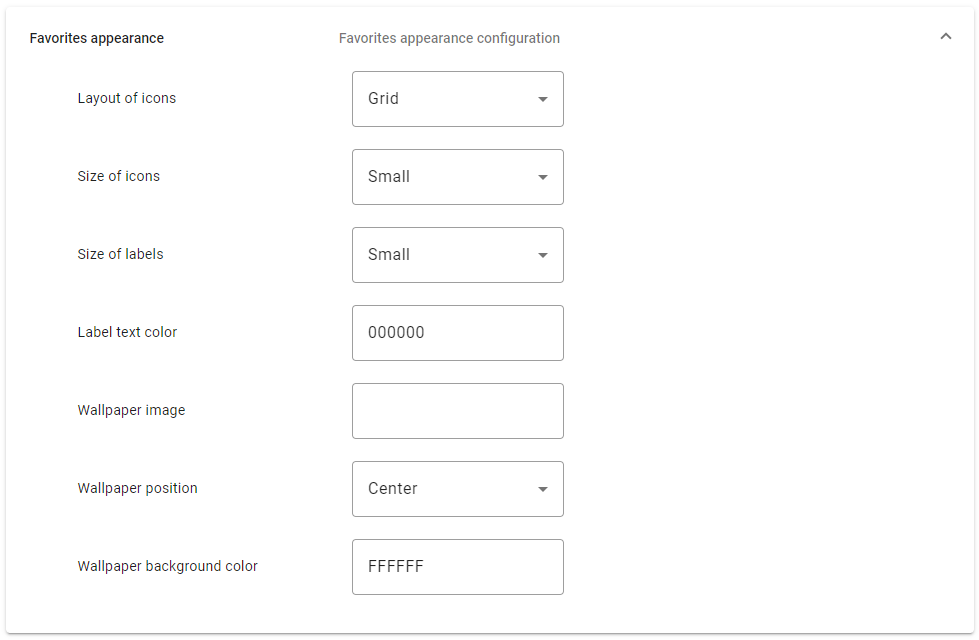 Favorites appearance Favorites appearance configuration
Layout of icons Grid
Size of icons Small
Size of labels Small
Label text color 000000
Wallpaper image
Wallpaper position Center
Wallpaper background color FFFFFF